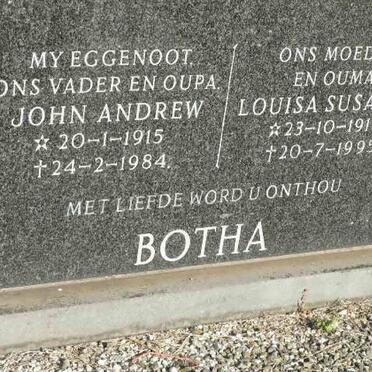 MY EGGENOOT,
ONS VADER EN OUPA.
JOHN ANDREW
☆ 20-1-1915
†24-2-1984.
ONS MOED
EN OUMA
LOUISA SUSA
☆23-10-191
†20-7-1995
MET LIEFDE WORD U ONTHOU
BOTHA